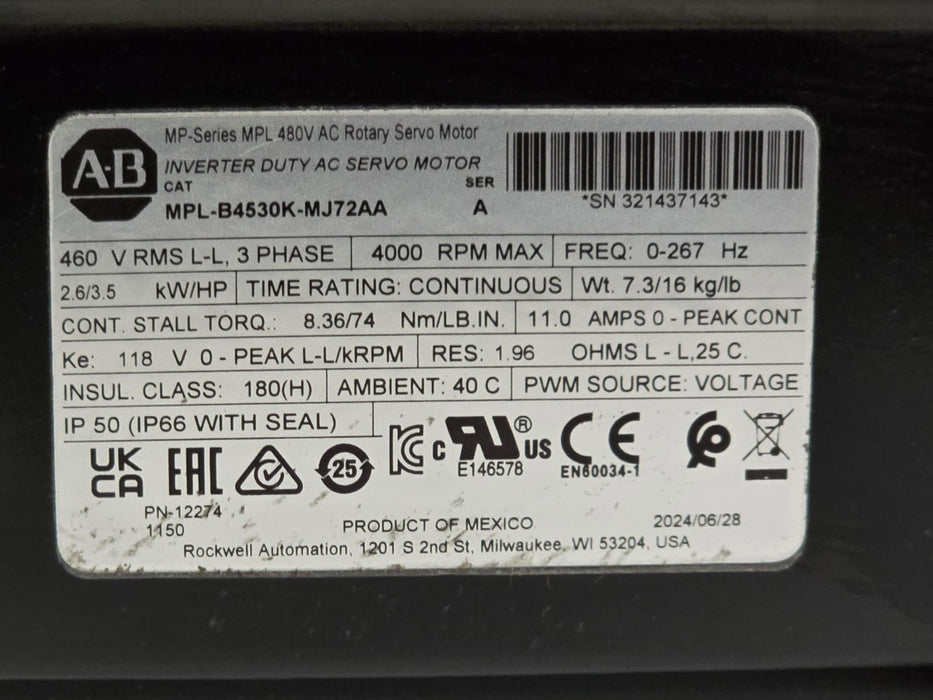 A·B
MP-Series MPL 480V AC Rotary Servo Motor
INVERTER DUTY AC SERVO MOTOR
CAT SER
MPL-B4530K-MJ72AA A
*SN 321437143*
460 V RMS L-L, 3 PHASE 4000 RPM MAX FREQ: 0-267 Hz
2.6/3.5 kW/HP TIME RATING: CONTINUOUS Wt. 7.3/16 kg/lb
CONT. STALL TORQ.: 8.36/74 Nm/LB.IN. 11.0 AMPS 0 - PEAK CONT
Ke: 118 V 0 - PEAK L-L/kRPM RES: 1.96 OHMS L - L,25 C.
INSUL. CLASS: 180(H) AMBIENT: 40 C PWM SOURCE: VOLTAGE
IP 50 (IP66 WITH SEAL)
UK
CA
EAC
25
KC
c RU ® US
E146578
CE
EN60034-1
PN-12274
1150
PRODUCT OF MEXICO 2024/06/28
Rockwell Automation, 1201 S 2nd St, Milwaukee, WI 53204, USA